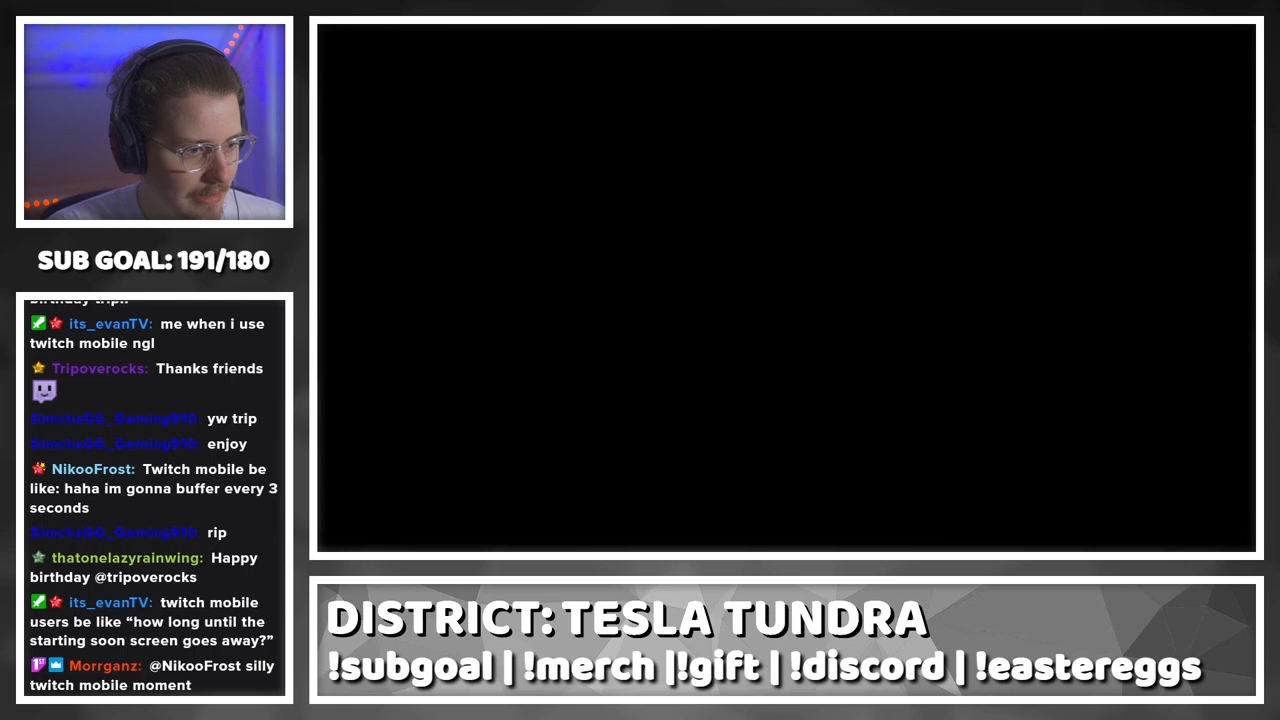 SUB GOAL: 191/180
its_evanTV: me when i use
twitch mobile ngl
Tripoverocks: Thanks friends
SimchaGG_Gaming910: yw trip
SimchaGG_Gaming910: enjoy
NikooFrost: Twitch mobile be
like: haha im gonna buffer every 3
seconds
SimchaGG_Gaming910: rip
thatonelazyrainwing: Happy
birthday @tripoverocks
its_evanTV: twitch mobile
users be like “how long until the
starting soon screen goes away?”
1st Morrganz: @NikooFrost silly
twitch mobile moment
DISTRICT: TESLA TUNDRA
!subgoal | !merch |!gift | !discord | !eastereggs